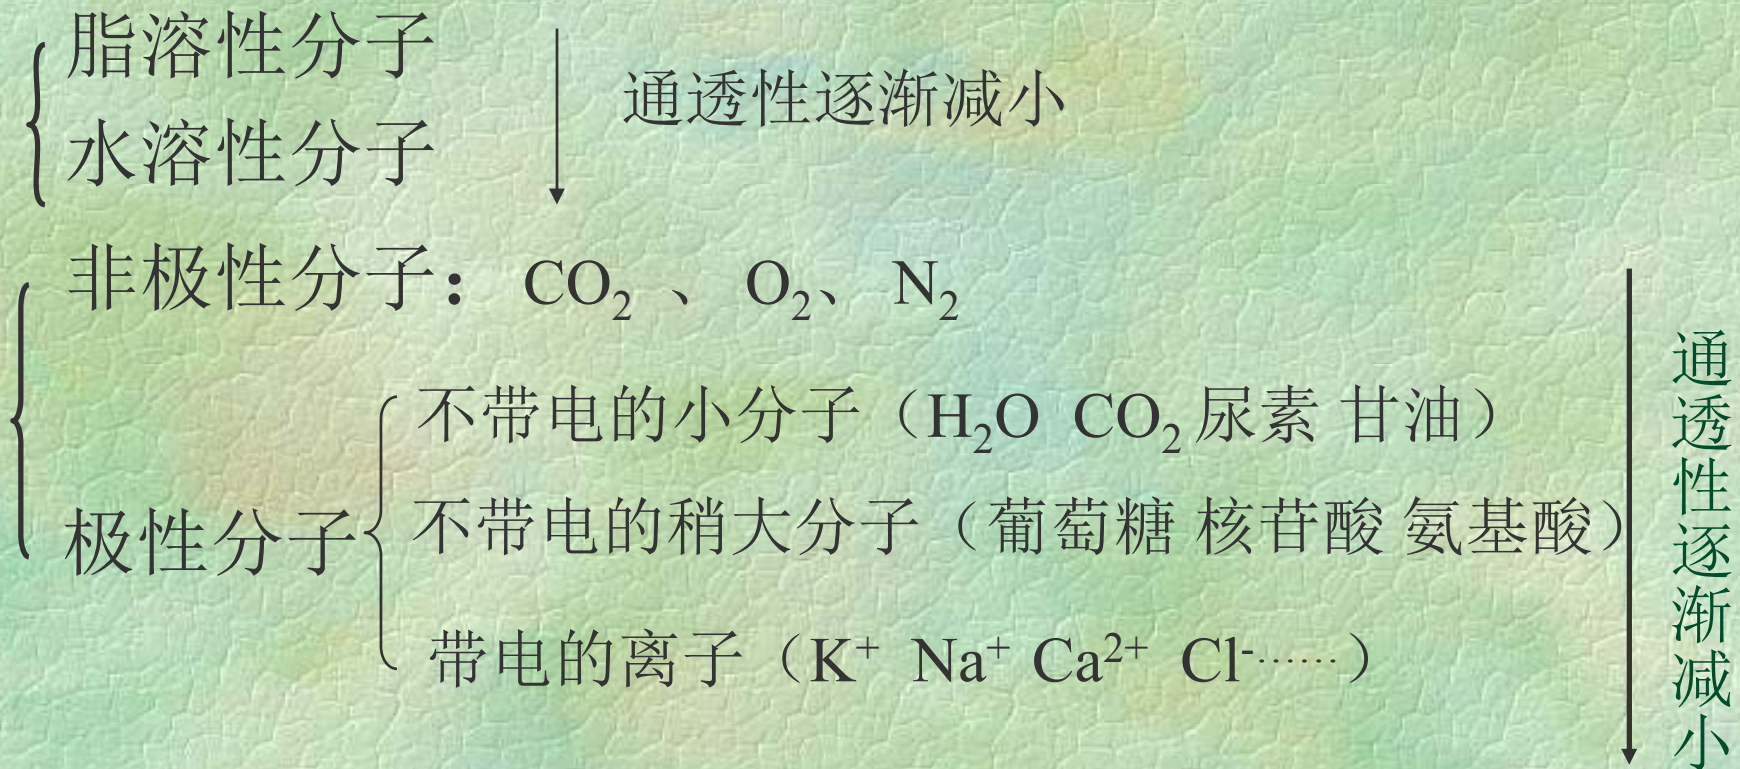 脂溶性分子
通透性逐渐减小
水溶性分子
非极性分子： CO₂ 、 O₂、 N₂
不带电的小分子（H₂O CO₂ 尿素 甘油）
极性分子
不带电的稍大分子（葡萄糖 核苷酸 氨基酸）
带电的离子（K⁺ Na⁺ Ca²⁺ Cl⁻……）
通透性逐渐减小